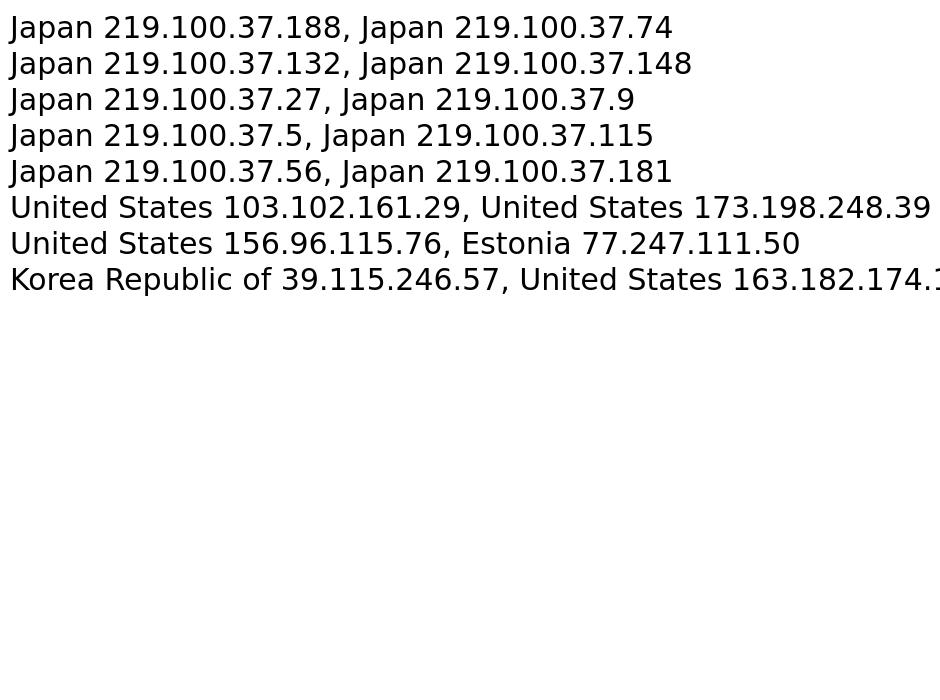 Japan 219.100.37.188, Japan 219.100.37.74
Japan 219.100.37.132, Japan 219.100.37.148
Japan 219.100.37.27, Japan 219.100.37.9
Japan 219.100.37.5, Japan 219.100.37.115
Japan 219.100.37.56, Japan 219.100.37.181
United States 103.102.161.29, United States 173.198.248.39
United States 156.96.115.76, Estonia 77.247.111.50
Korea Republic of 39.115.246.57, United States